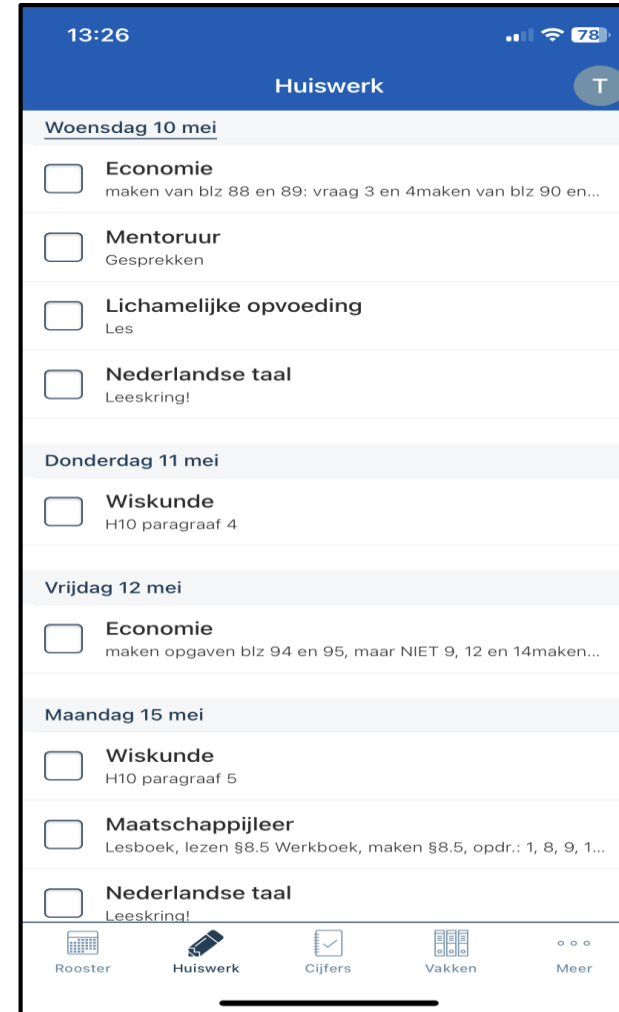 13:26
78
Huiswerk
T
Woensdag 10 mei
Economie
maken van blz 88 en 89: vraag 3 en 4maken van blz 90 en...
Mentoruur
Gesprekken
Lichamelijke opvoeding
Les
Nederlandse taal
Leeskring!
Donderdag 11 mei
Wiskunde
H10 paragraaf 4
Vrijdag 12 mei
Economie
maken opgaven blz 94 en 95, maar NIET 9, 12 en 14maken...
Maandag 15 mei
Wiskunde
H10 paragraaf 5
Maatschappijleer
Lesboek, lezen §8.5 Werkboek, maken §8.5, opdr.: 1, 8, 9, 1...
Nederlandse taal
Leeskring!
Rooster
Huiswerk
Cijfers
Vakken
Meer